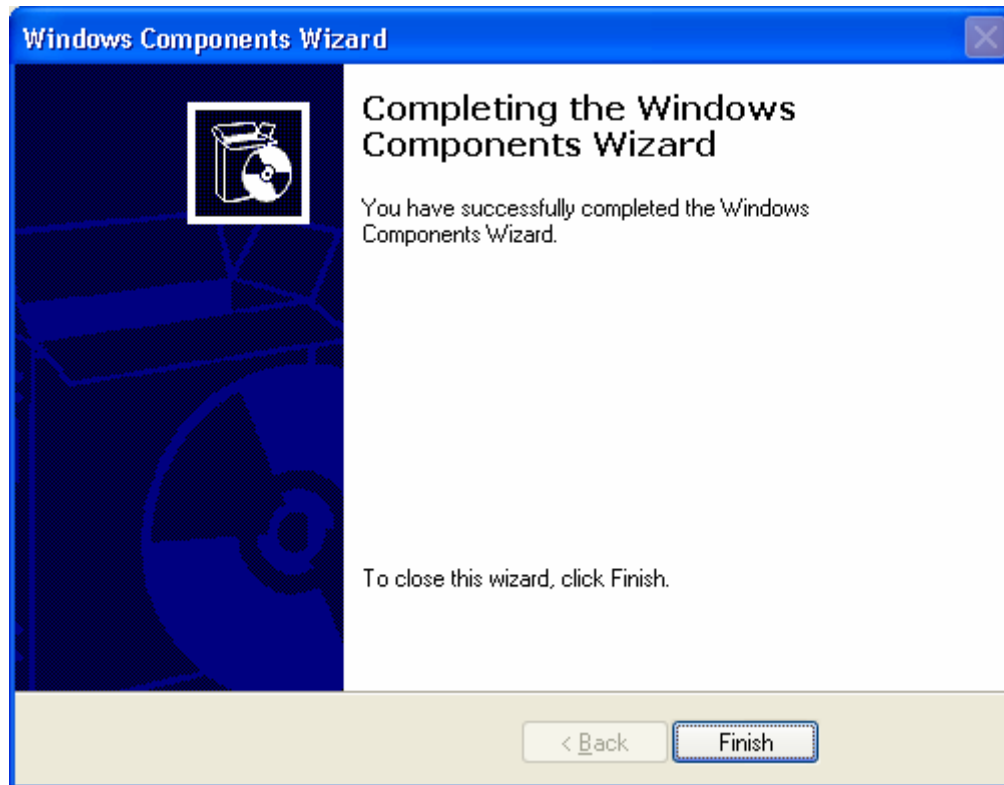 Windows Components Wizard
Completing the Windows
Components Wizard
You have successfully completed the Windows
Components Wizard.
To close this wizard, click Finish.
< Back
Finish